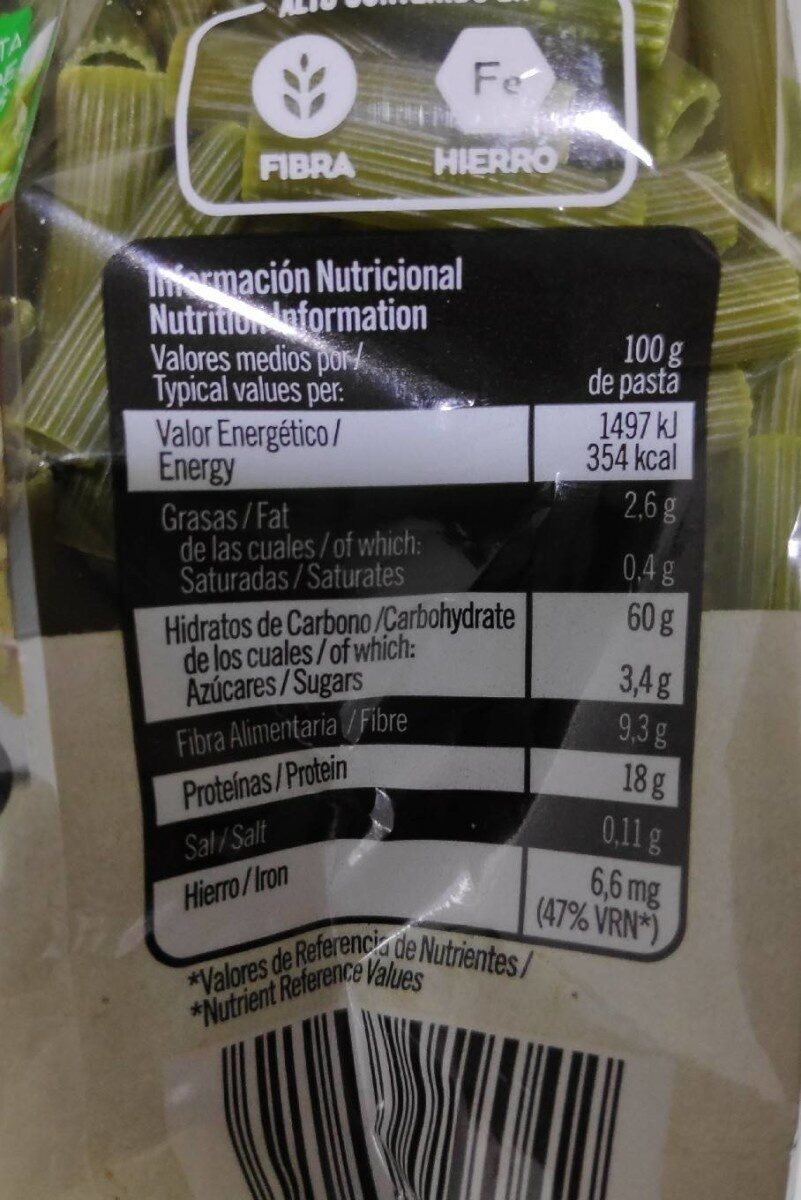 Fe
FIBRA
HIERRO
Información Nutricional
Nutrition Information
Valores medios por /
Typical values per:
100 g
de pasta
Valor Energético /
Energy
1497 kJ
354 kcal
Grasas / Fat
2,6 g
de las cuales / of which:
Saturadas / Saturates
0,4 g
Hidratos de Carbono / Carbohydrate
60 g
de los cuales / of which:
Azúcares / Sugars
3,4 g
Fibra Alimentaria / Fibre
9,3 g
Proteínas / Protein
18 g
Sal / Salt
0,11 g
Hierro / Iron
6,6 mg
(47% VRN*)
*Valores de Referencia de Nutrientes /
*Nutrient Reference Values